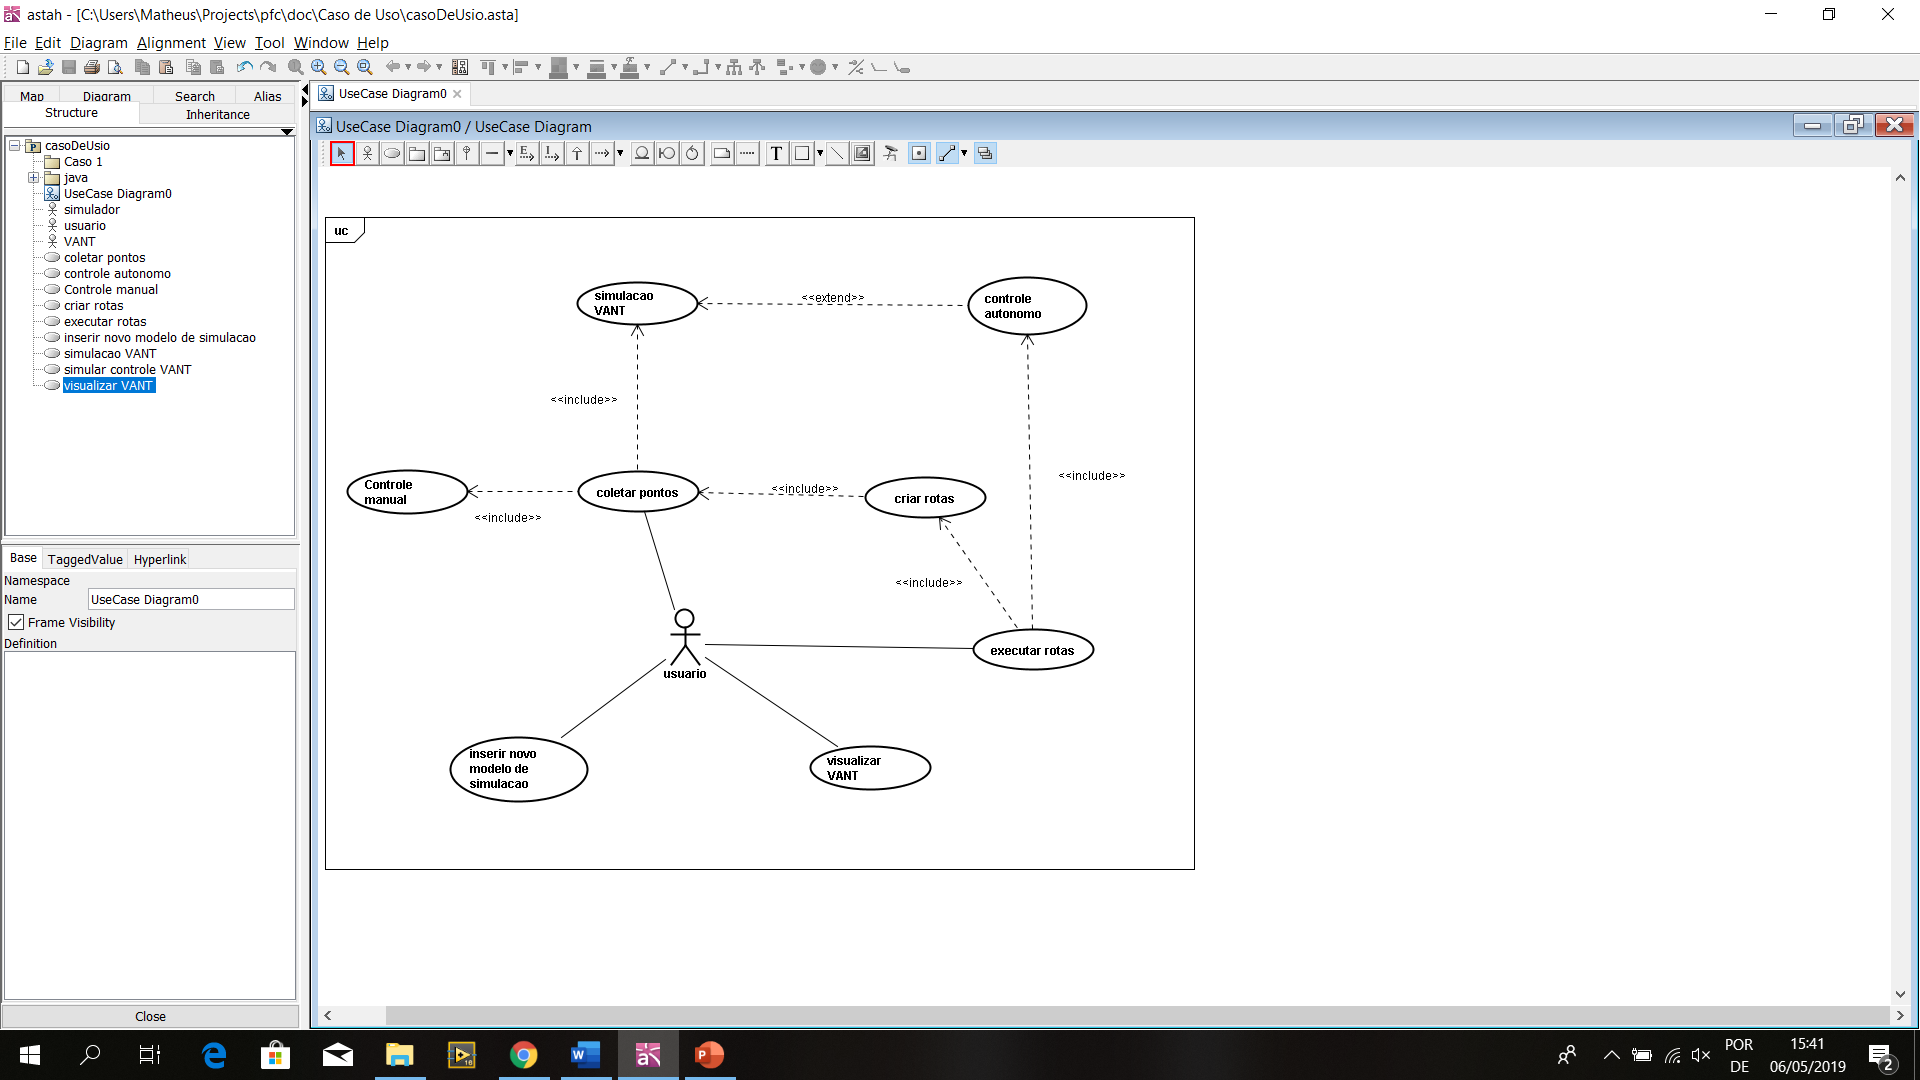 astah - [C:\Users\Matheus\Projects\pfc\doc\Caso de Uso\casoDeUsio.asta]
File Edit Diagram Alignment View Tool Window Help
Map Diagram Search Alias
Structure Inheritance
casoDeUsio
Caso 1
java
UseCase Diagram0
simulador
usuario
VANT
coletar pontos
controle autonomo
Controle manual
criar rotas
executar rotas
inserir novo modelo de simulacao
simulacao VANT
simular controle VANT
visualizar VANT
Base TaggedValue Hyperlink
Namespace
Name UseCase Diagram0
Frame Visibility
Definition
Close
UseCase Diagram0
UseCase Diagram0 / UseCase Diagram
T
uc
simulacao
VANT
<<extend>>
controle
autonomo
<<include>>
<<include>>
Controle
manual
<<include>>
coletar pontos
<<include>>
criar rotas
<<include>>
usuario
executar rotas
inserir novo
modelo de
simulacao
visualizar
VANT
POR
DE
15:41
06/05/2019
2